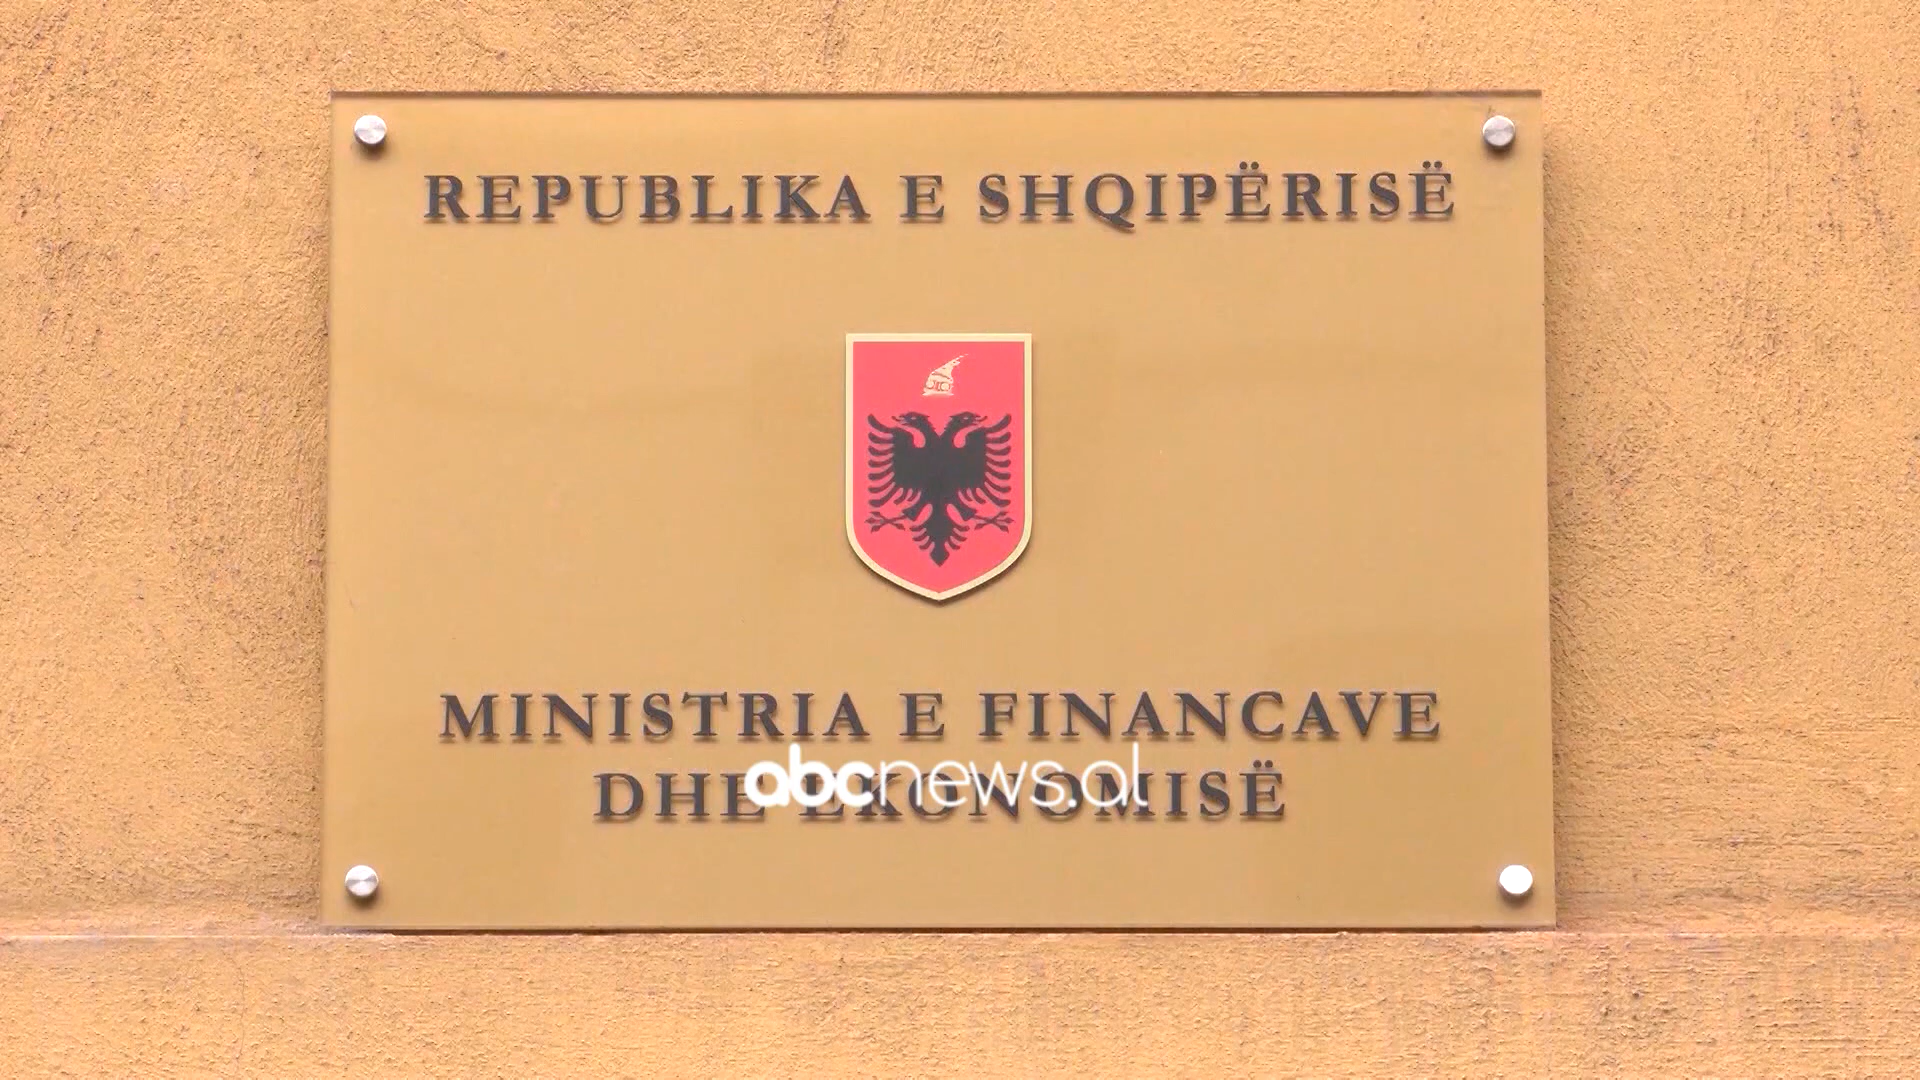 REPUBLIKA E SHQIPËRISË
MINISTRIA E FINANCAVE
DHE EKONOMISË
abcnews.al